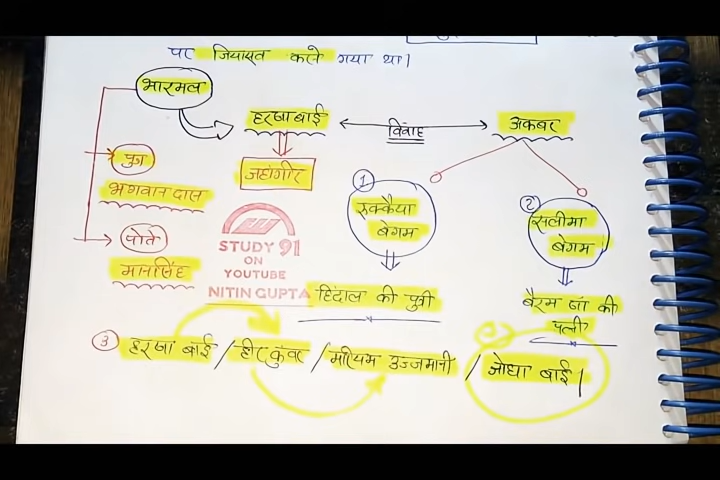 पर जियारत करने गया था।
भारमल
हरखा बाई
विवाह
अकबर
पुत्र
भगवान दास
जहांगीर
①
रुक्कैया
बेगम
②
सलीमा
बेगम
पोते
मानसिंह
STUDY 91
ON
YOUTUBE
NITIN GUPTA
हिंदाल की पुत्री
बैरम खाँ की
पत्नी
③ हरखा बाई / हीर कुंवर / मरियम उज्जमानी / जोधा बाई |